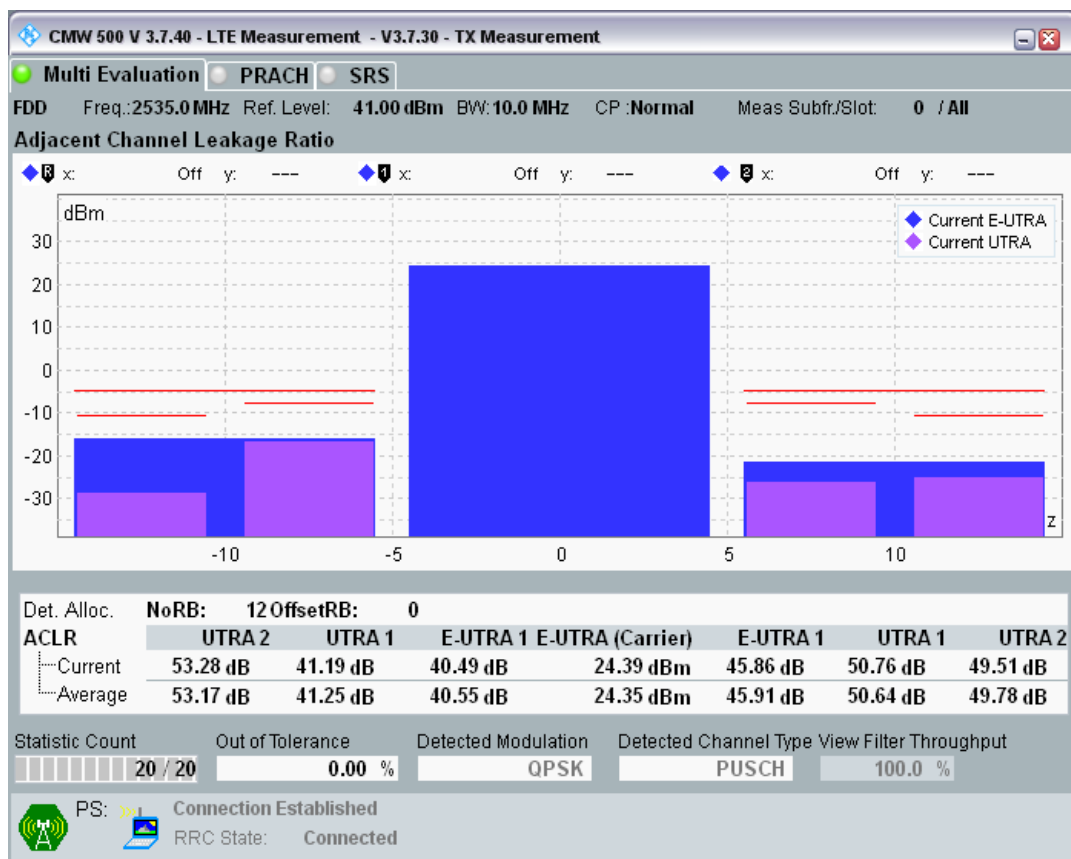 CMW 500 V 3.7.40 - LTE Measurement - V3.7.30 - TX Measurement
Multi Evaluation PRACH SRS
FDD Freq.:2535.0 MHz Ref. Level: 41.00 dBm BW: 10.0 MHz CP :Normal Meas Subfr./Slot: 0 / All
Adjacent Channel Leakage Ratio
R x: Off y: --- 1 x: Off y: --- 2 x: Off y: ---
dBm
Current E-UTRA
Current UTRA
30
20
10
0
-10
-20
-30
z
-10 -5 0 5 10
Det. Alloc. NoRB: 12 OffsetRB: 0
ACLR UTRA 2 UTRA 1 E-UTRA 1 E-UTRA (Carrier) E-UTRA 1 UTRA 1 UTRA 2
Current 53.28 dB 41.19 dB 40.49 dB 24.39 dBm 45.86 dB 50.76 dB 49.51 dB
Average 53.17 dB 41.25 dB 40.55 dB 24.35 dBm 45.91 dB 50.64 dB 49.78 dB
Statistic Count Out of Tolerance Detected Modulation Detected Channel Type View Filter Throughput
20 / 20 0.00 % QPSK PUSCH 100.0 %
PS: Connection Established
RRC State: Connected